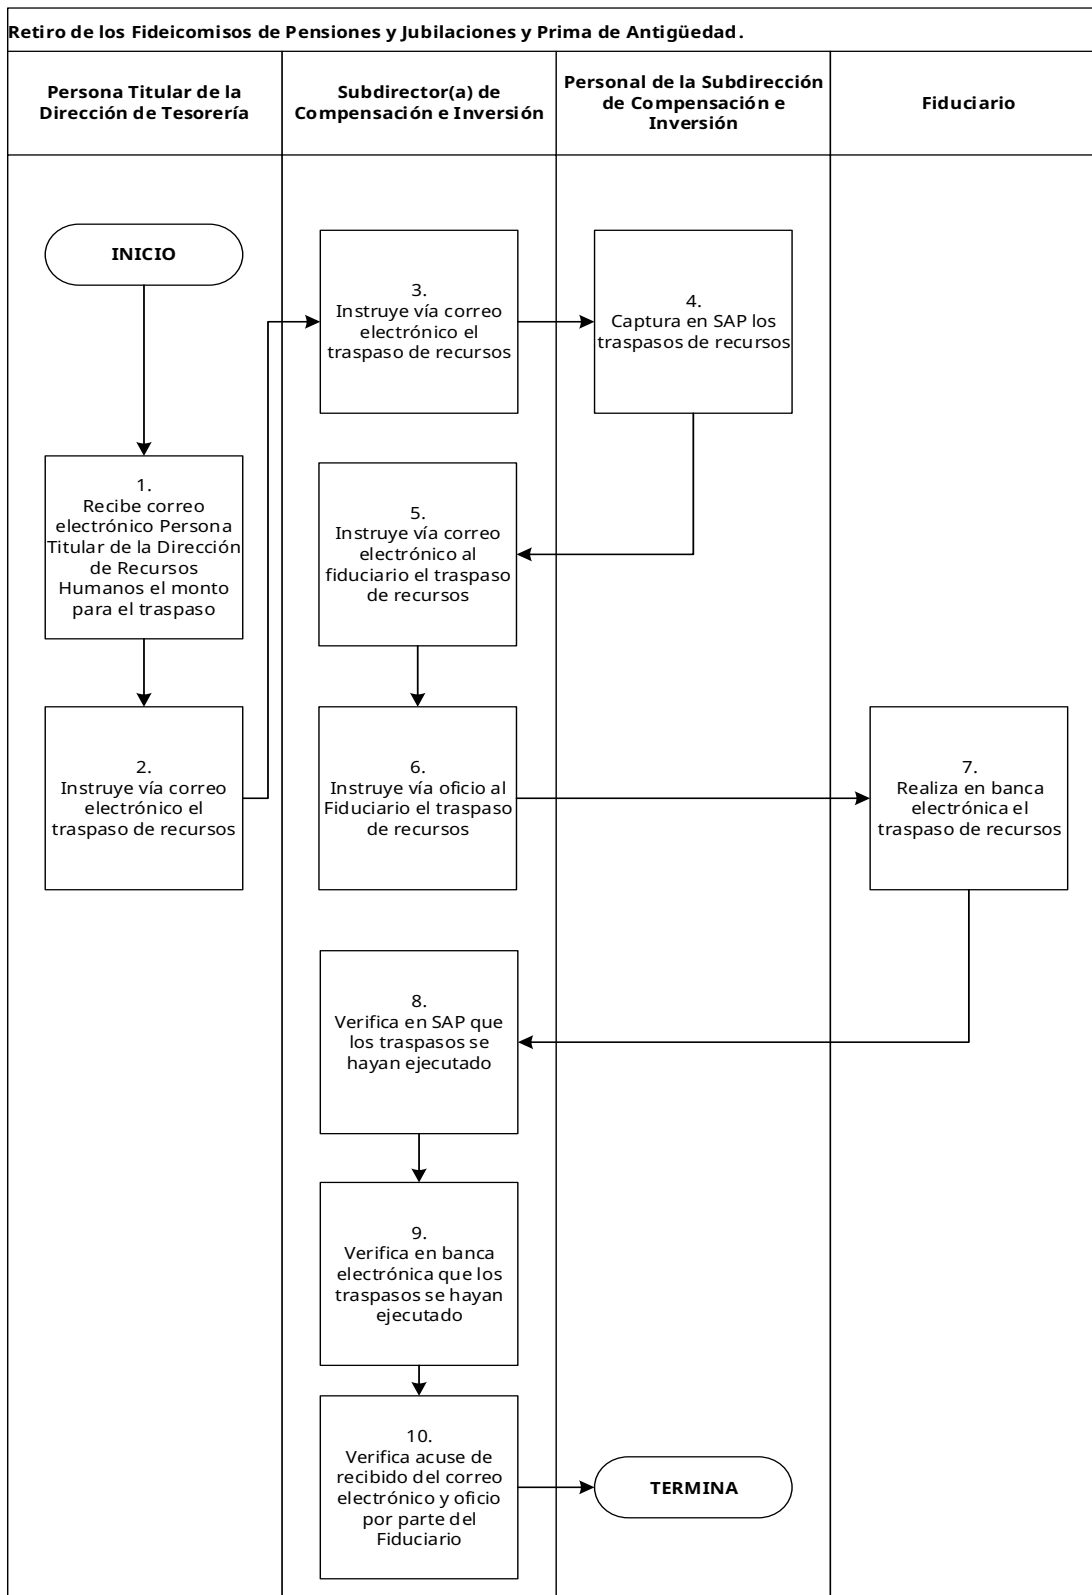 Retiro de los Fideicomisos de Pensiones y Jubilaciones y Prima de Antigüedad.
Persona Titular de la
Dirección de Tesorería
Subdirector(a) de
Compensación e Inversión
Personal de la Subdirección
de Compensación e
Inversión
Fiduciario
INICIO
1.
Recibe correo
electrónico Persona
Titular de la Dirección
de Recursos
Humanos el monto
para el traspaso
2.
Instruye vía correo
electrónico el
traspaso de recursos
3.
Instruye vía correo
electrónico el
traspaso de recursos
4.
Captura en SAP los
traspasos de recursos
5.
Instruye vía correo
electrónico al
fiduciario el traspaso
de recursos
6.
Instruye vía oficio al
Fiduciario el traspaso
de recursos
7.
Realiza en banca
electrónica el
traspaso de recursos
8.
Verifica en SAP que
los traspasos se
hayan ejecutado
9.
Verifica en banca
electrónica que los
traspasos se hayan
ejecutado
10.
Verifica acuse de
recibido del correo
electrónico y oficio
por parte del
Fiduciario
TERMINA